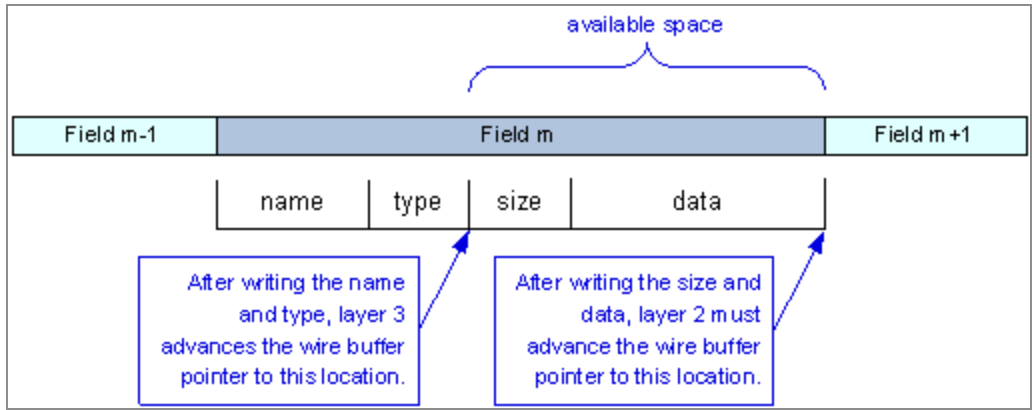 available space
Field m-1
Field m
Field m+1
name
type
size
data
After writing the name
and type, layer 3
advances the wire buffer
pointer to this location.
After writing the size and
data, layer 2 must
advance the wire buffer
pointer to this location.